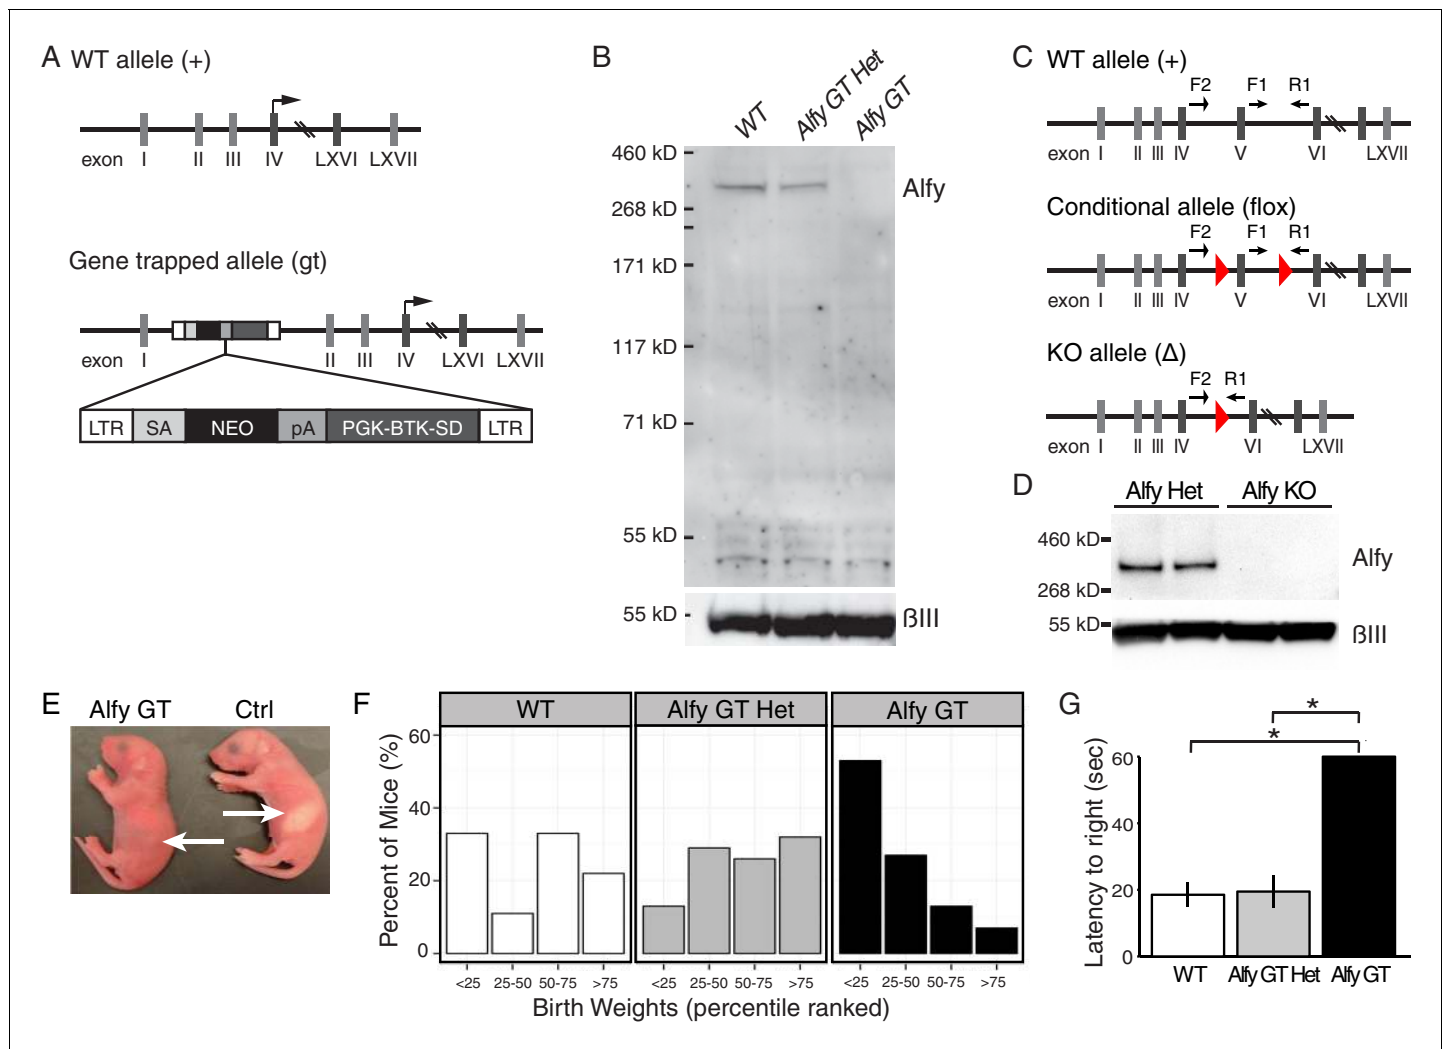 A WT allele (+)
exon I II III IV LXVI LXVII
Gene trapped allele (gt)
exon I II III IV LXVI LXVII
LTR SA NEO pA PGK-BTK-SD LTR
B
WT Alfy GT Het Alfy GT
460 kD
Alfy
268 kD
171 kD
117 kD
71 kD
55 kD
55 kD
ßIII
C WT allele (+)
F2 F1 R1
exon I II III IV V VI LXVII
Conditional allele (flox)
F2 F1 R1
exon I II III IV V VI LXVII
KO allele (Δ)
F2 R1
exon I II III IV VI LXVII
D
Alfy Het Alfy KO
460 kD
Alfy
268 kD
55 kD
ßIII
E
Alfy GT Ctrl
F
WT Alfy GT Het Alfy GT
Percent of Mice (%)
60
40
20
0
<25 25-50 50-75 >75 <25 25-50 50-75 >75 <25 25-50 50-75 >75
Birth Weights (percentile ranked)
G
*
*
Latency to right (sec)
60
40
20
0
WT Alfy GT Het Alfy GT